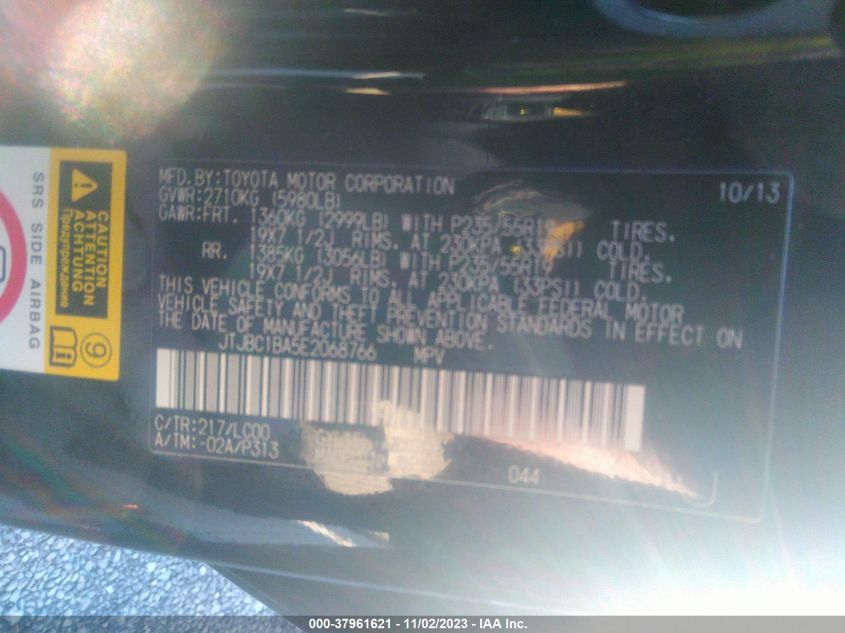 SRS SIDE AIRBAG
CAUTION
ATTENTION
ACHTUNG
Предупреждение
9
MFD.BY:TOYOTA MOTOR CORPORATION 10/13
GVWR:2710KG (5980LB)
GAWR:FRT. 1360KG (2999LB) WITH P235/55R19 TIRES.
19X7 1/2J RIMS. AT 230KPA (33PSI) COLD.
RR. 1385KG (3056LB) WITH P235/55R19 TIRES.
19X7 1/2J RIMS. AT 230KPA (33PSI) COLD.
THIS VEHICLE CONFORMS TO ALL APPLICABLE FEDERAL MOTOR
VEHICLE SAFETY AND THEFT PREVENTION STANDARDS IN EFFECT ON
THE DATE OF MANUFACTURE SHOWN ABOVE.
JTJBC1BA5E2068766 MPV
C/TR:217/LC00
A/TM:-02A/P313
044
000-37961621 - 11/02/2023 - IAA Inc.